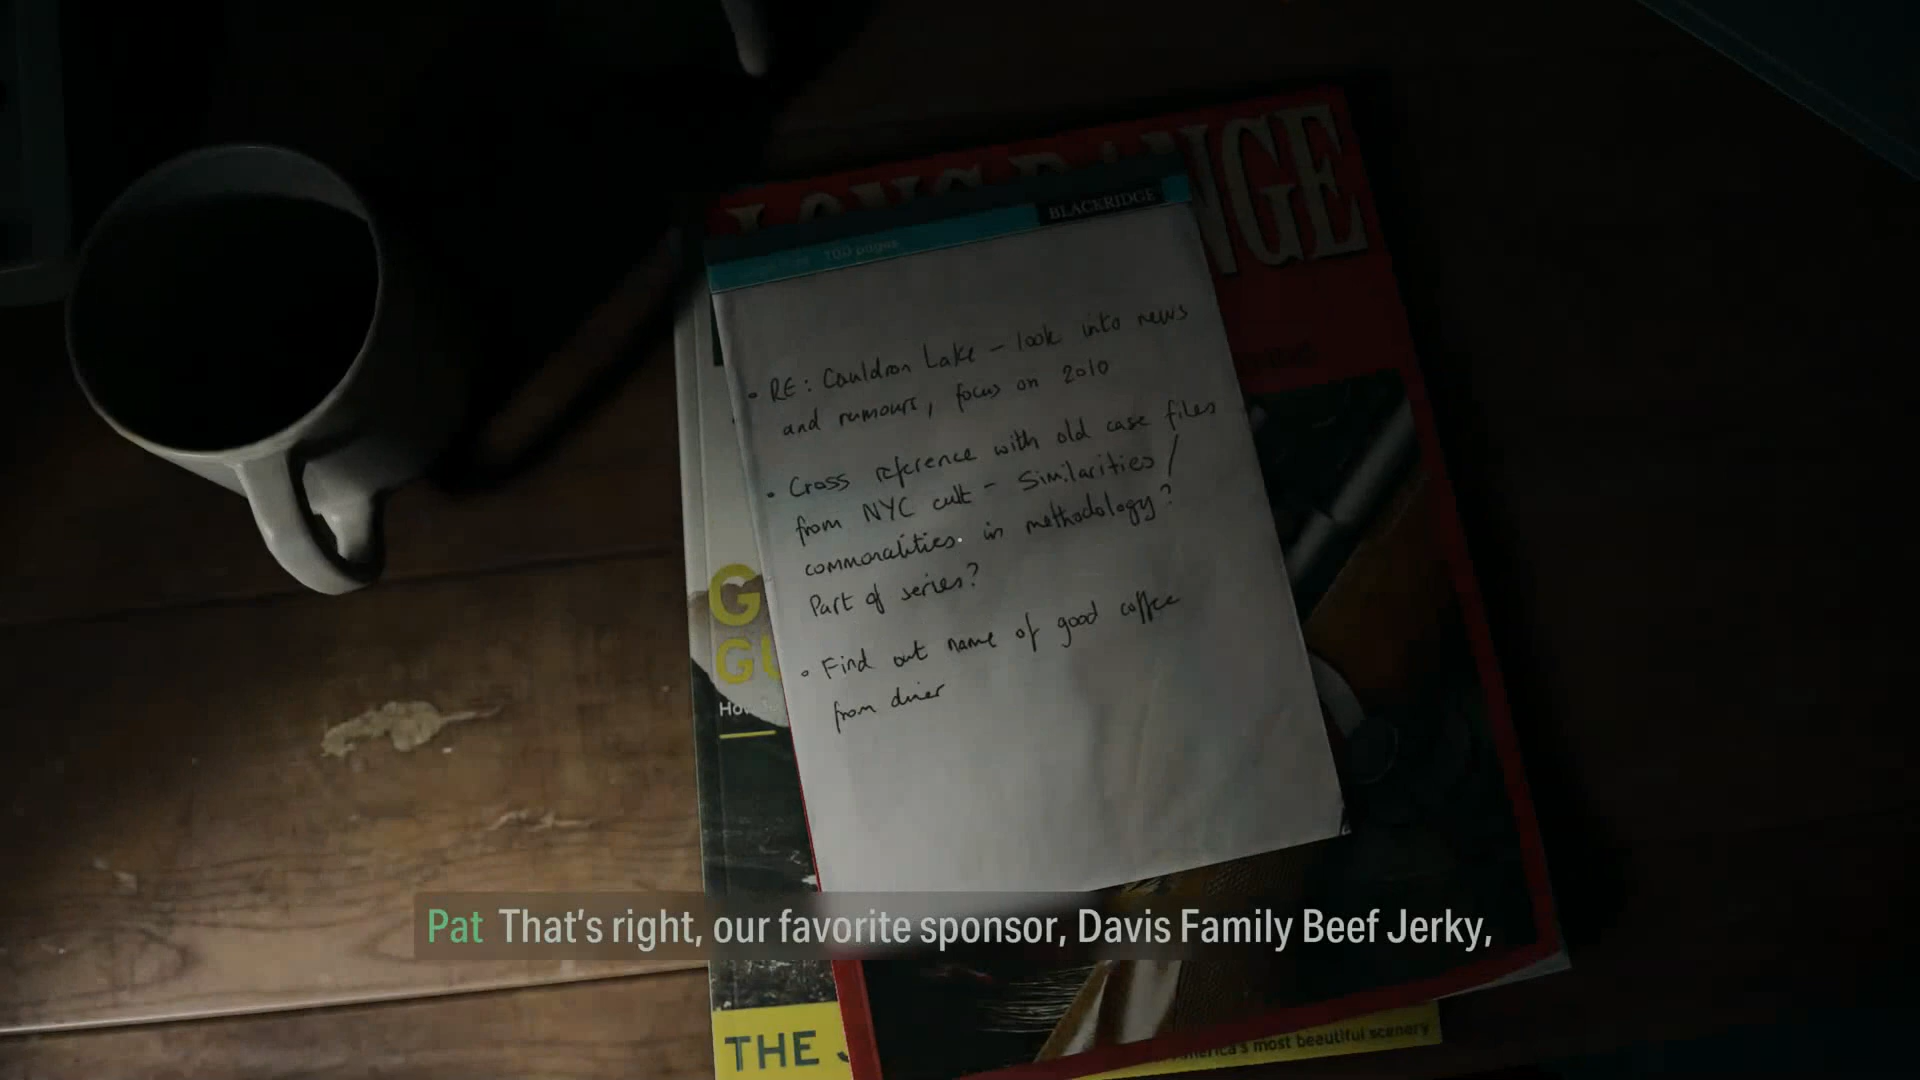 RANGE
BLACKRIDGE
100 pages
• RE: Cauldron Lake – look into news
and rumours, focus on 2010
• Cross reference with old case files
from NYC cult – Similarities /
commonalities in methodology?
Part of series?
• Find out name of good coffee
from diner
G
GU
How
Pat That's right, our favorite sponsor, Davis Family Beef Jerky,
THE
America's most beautiful scenery